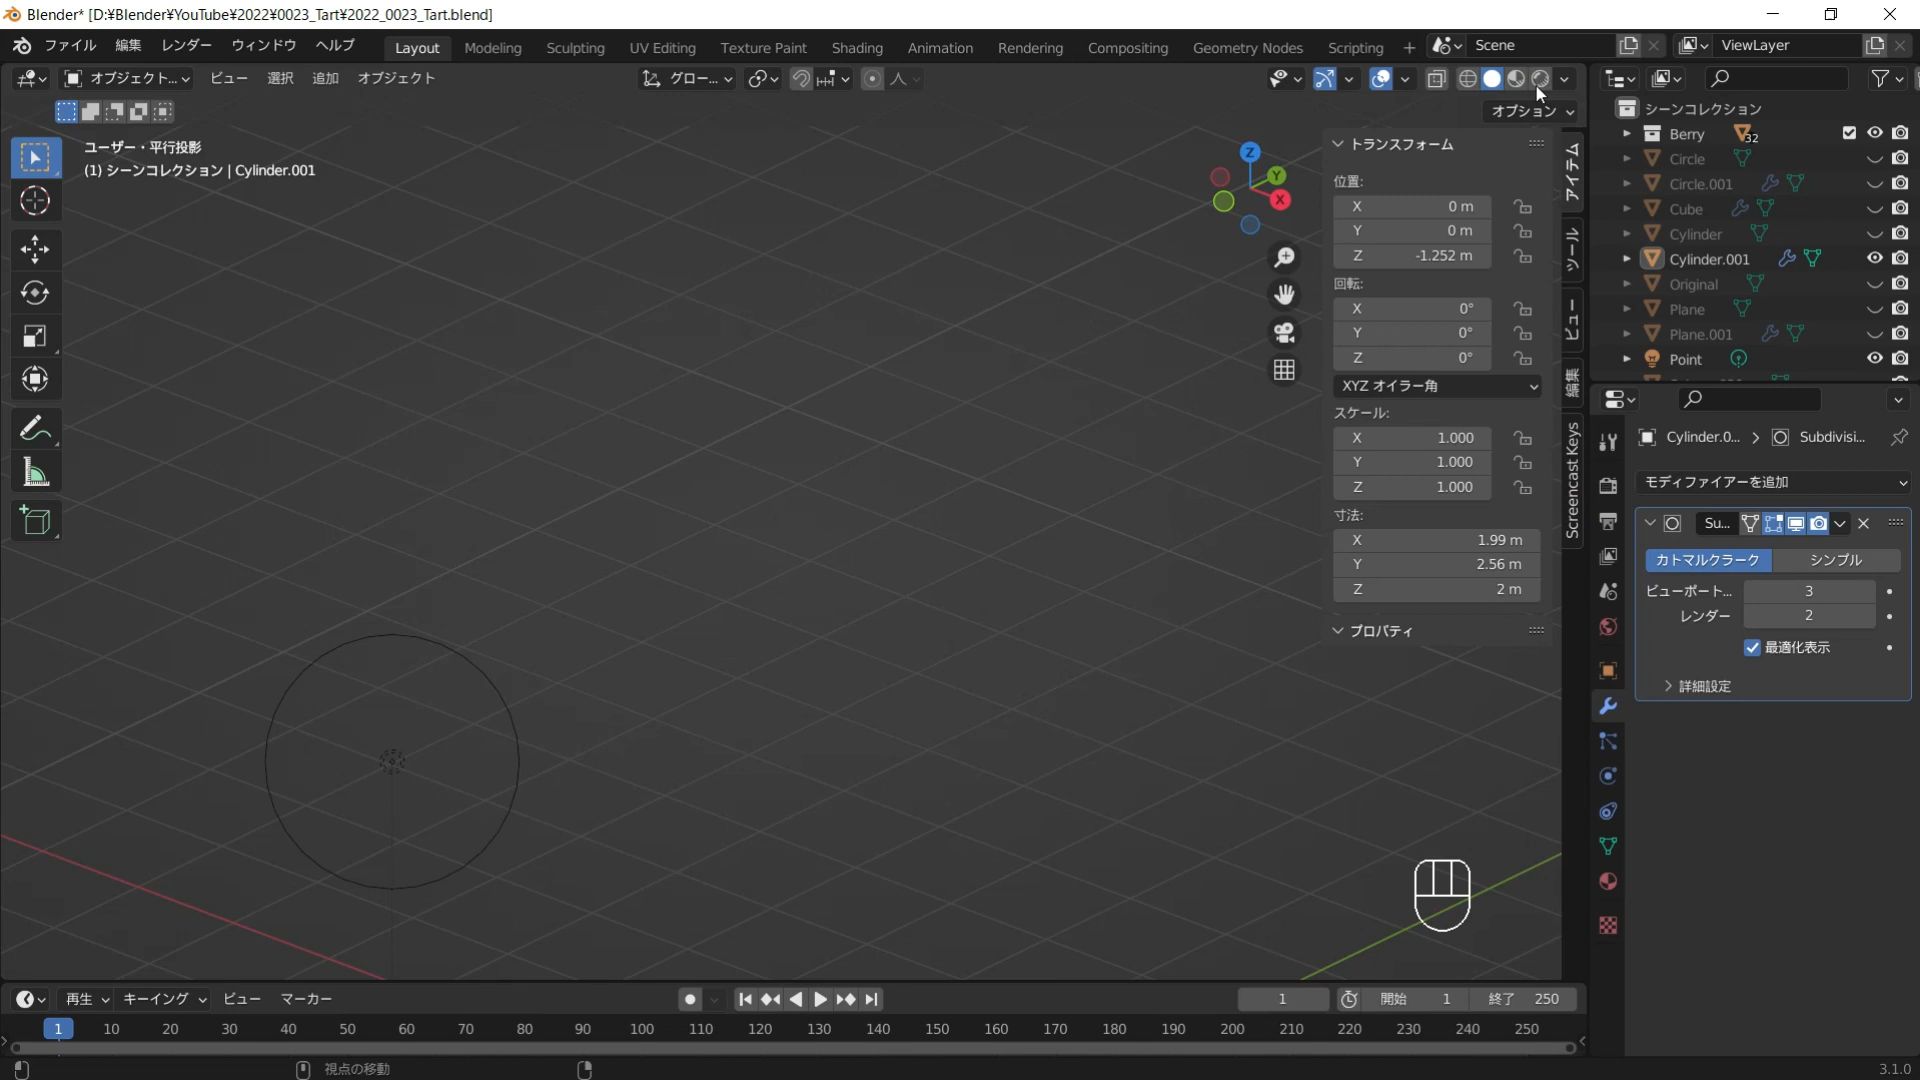 Blender* [D:¥Blender¥YouTube¥2022¥0023_Tart¥2022_0023_Tart.blend]
ファイル 編集 レンダー ウィンドウ ヘルプ Layout Modeling Sculpting UV Editing Texture Paint Shading Animation Rendering Compositing Geometry Nodes Scripting + Scene ViewLayer
オブジェクト... ビュー 選択 追加 オブジェクト グロー...
オプション
ユーザー・平行投影
(1) シーンコレクション | Cylinder.001
Z
Y
X
トランスフォーム
位置:
X 0 m
Y 0 m
Z -1.252 m
回転:
X 0°
Y 0°
Z 0°
XYZ オイラー角
スケール:
X 1.000
Y 1.000
Z 1.000
寸法:
X 1.99 m
Y 2.56 m
Z 2 m
プロパティ
アイテム
ツール
ビュー
編集
Screencast Keys
シーンコレクション
Berry 32
Circle
Circle.001
Cube
Cylinder
Cylinder.001
Original
Plane
Plane.001
Point
Cylinder.0... Subdivisi...
モディファイアーを追加
Su...
カトマルクラーク シンプル
ビューポート... 3
レンダー 2
最適化表示
詳細設定
再生 キーイング ビュー マーカー 1 開始 1 終了 250
1 10 20 30 40 50 60 70 80 90 100 110 120 130 140 150 160 170 180 190 200 210 220 230 240 250
視点の移動
3.1.0